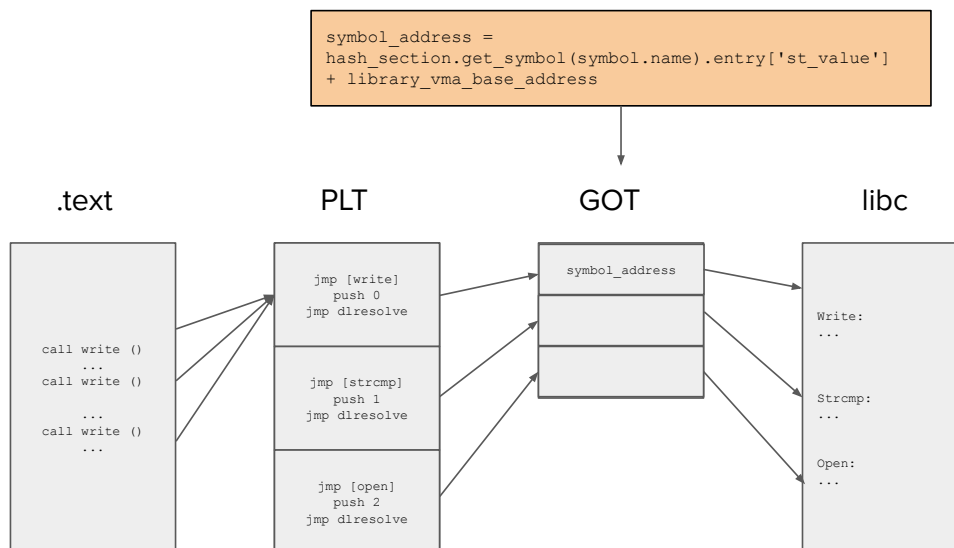 symbol_address =
hash_section.get_symbol(symbol.name).entry['st_value']
+ library_vma_base_address
.text
PLT
GOT
libc
call write ()
...
call write ()
...
call write ()
...
jmp [write]
push 0
jmp dlresolve
jmp [strcmp]
push 1
jmp dlresolve
jmp [open]
push 2
jmp dlresolve
symbol_address
Write:
...
Strcmp:
...
Open:
...